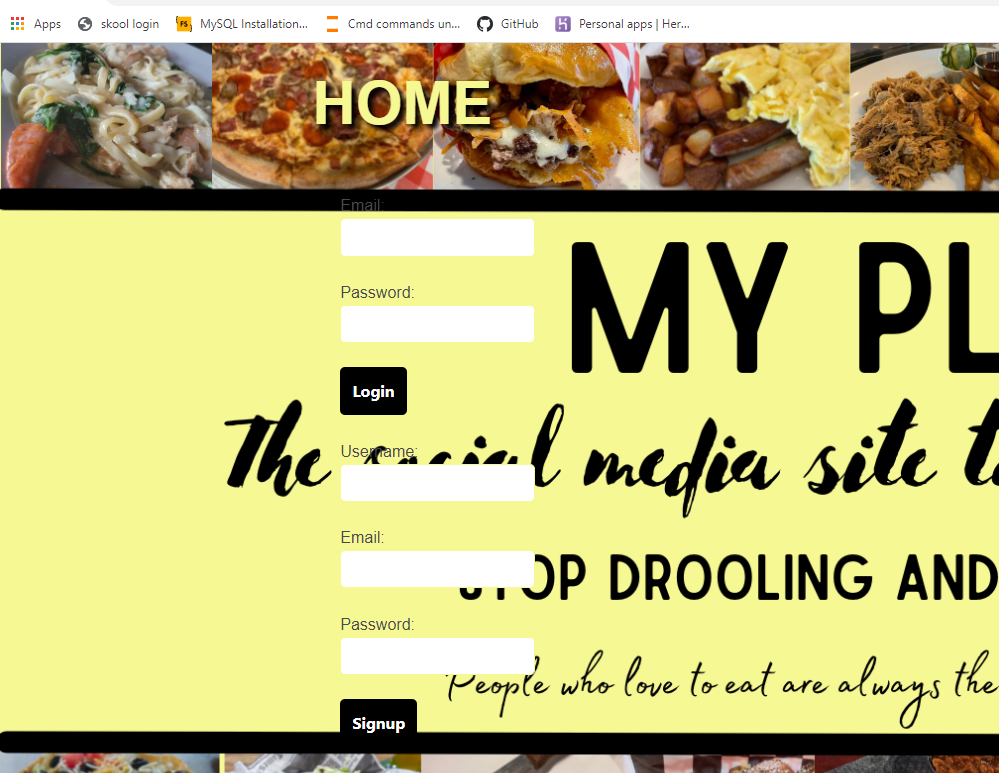 Apps skool login MySQL Installation... Cmd commands un... GitHub Personal apps | Her...
HOME
Email:
MY PL
Password:
Login
The social media site t
Username:
Email:
STOP DROOLING AND
Password:
People who love to eat are always the
Signup